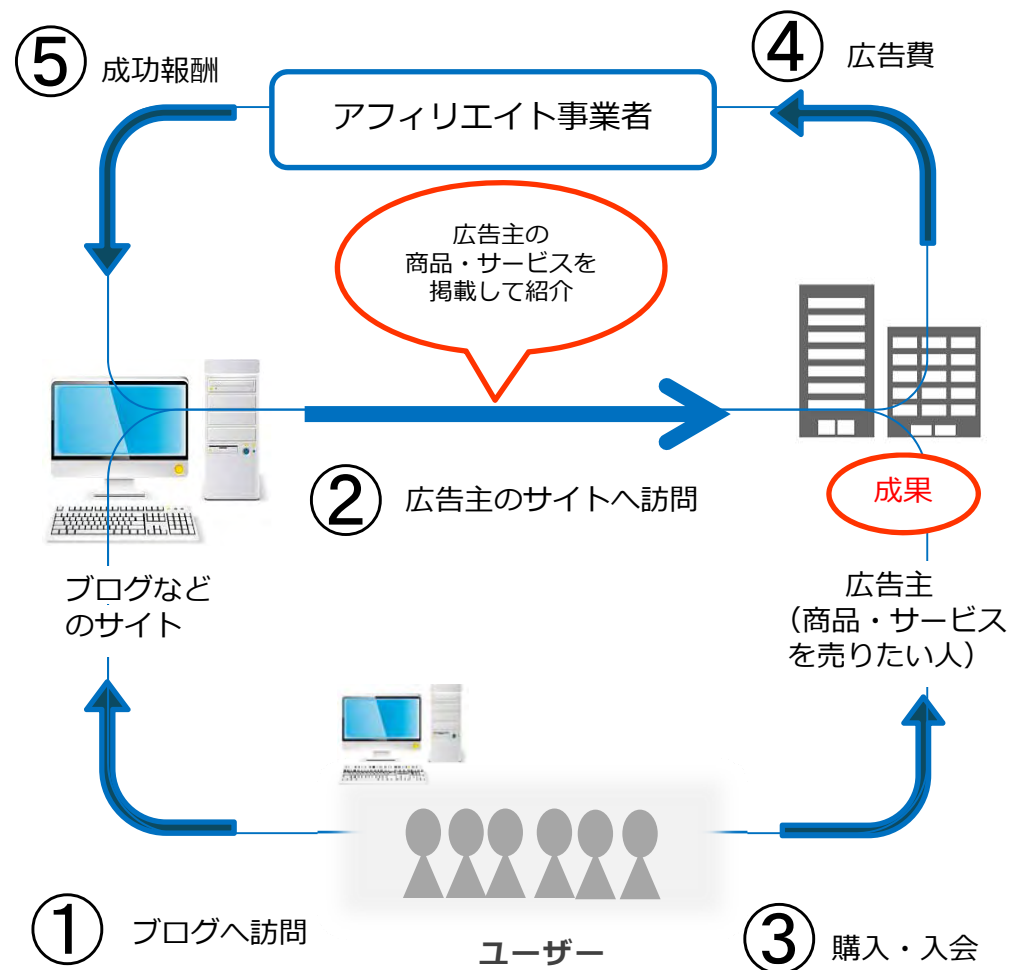 ⑤ 成功報酬
④ 広告費
アフィリエイト事業者
広告主の
商品・サービスを
掲載して紹介
② 広告主のサイトへ訪問
成果
ブログなど
のサイト
広告主
（商品・サービス
を売りたい人）
① ブログへ訪問
ユーザー
③ 購入・入会